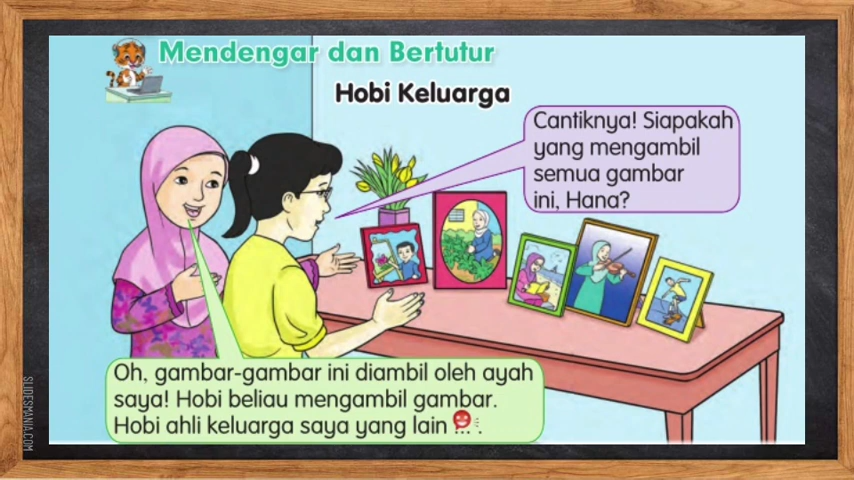 Mendengar dan Bertutur
Hobi Keluarga
Cantiknya! Siapakah
yang mengambil
semua gambar
ini, Hana?
Oh, gambar-gambar ini diambil oleh ayah
saya! Hobi beliau mengambil gambar.
Hobi ahli keluarga saya yang lain ... .
SLIDESMANIA.COM